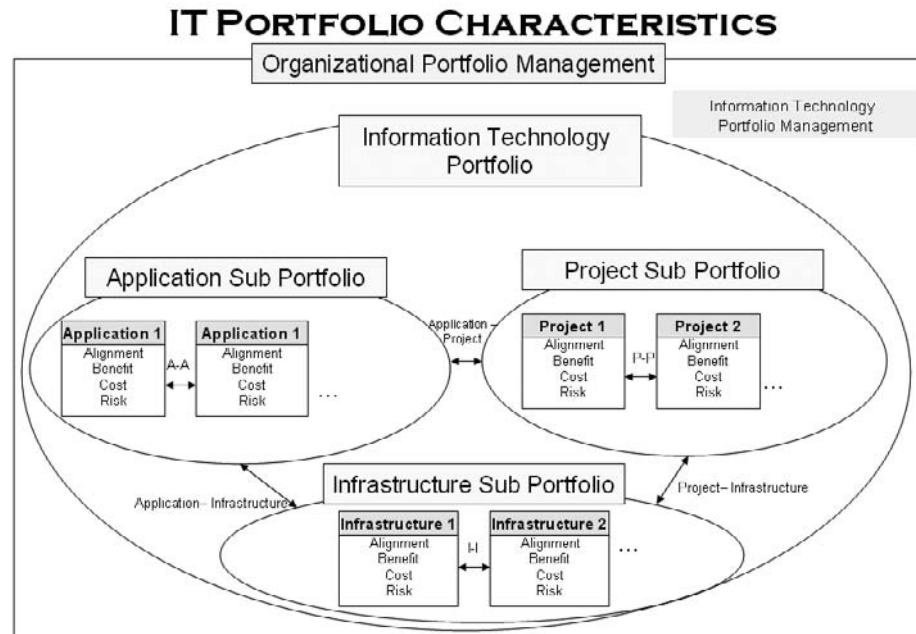 IT PORTFOLIO CHARACTERISTICS
Organizational Portfolio Management
Information Technology
Portfolio Management
Information Technology
Portfolio
Application Sub Portfolio
Project Sub Portfolio
Application 1
Alignment
Benefit
Cost
Risk
A-A
Application 1
Alignment
Benefit
Cost
Risk
...
Application –
Project
Project 1
Alignment
Benefit
Cost
Risk
P-P
Project 2
Alignment
Benefit
Cost
Risk
...
Application– Infrastructure
Project– Infrastructure
Infrastructure Sub Portfolio
Infrastructure 1
Alignment
Benefit
Cost
Risk
I-I
Infrastructure 2
Alignment
Benefit
Cost
Risk
...